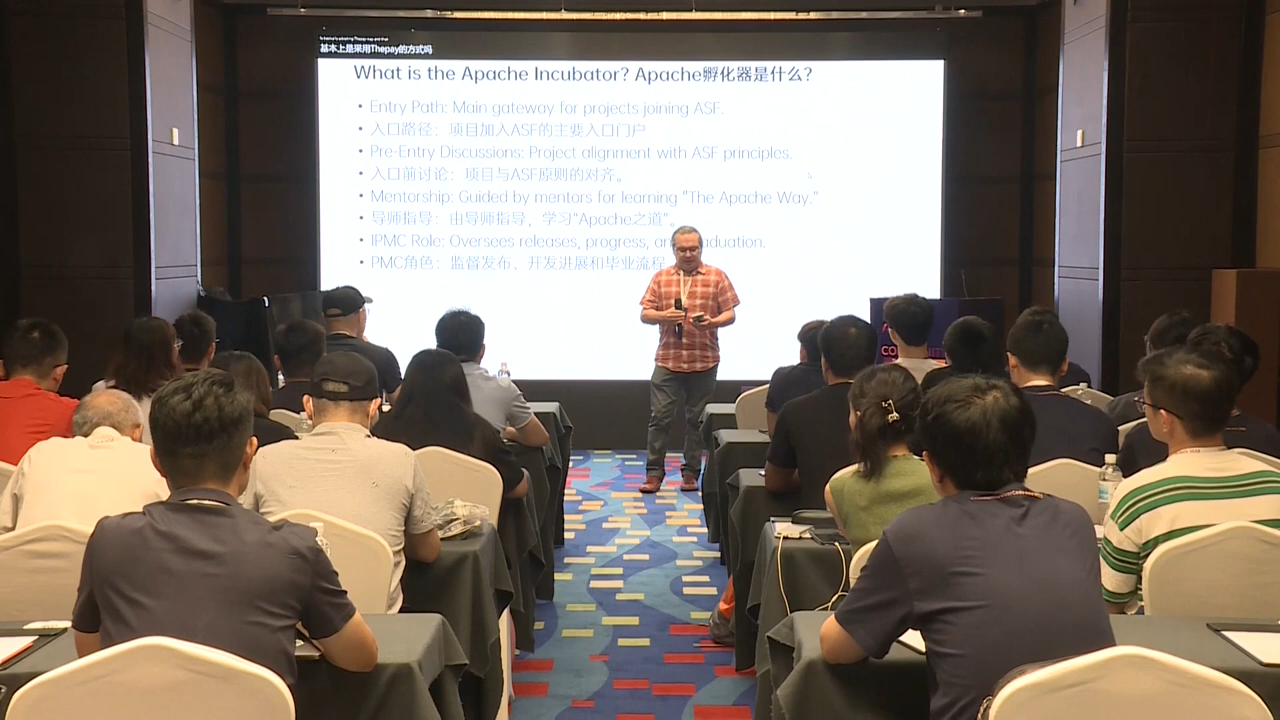 基本上是采用Thepay的方式吗
What is the Apache Incubator? Apache孵化器是什么?
• Entry Path: Main gateway for projects joining ASF.
• 入口路径：项目加入ASF的主要入口门户
• Pre-Entry Discussions: Project alignment with ASF principles.
• 入口前讨论：项目与ASF原则的对齐。
• Mentorship: Guided by mentors for learning "The Apache Way."
• 导师指导：由导师指导，学习"Apache之道"。
• IPMC Role: Oversees releases, progress, and graduation.
• PMC角色：监督发布、开发进展和毕业流程